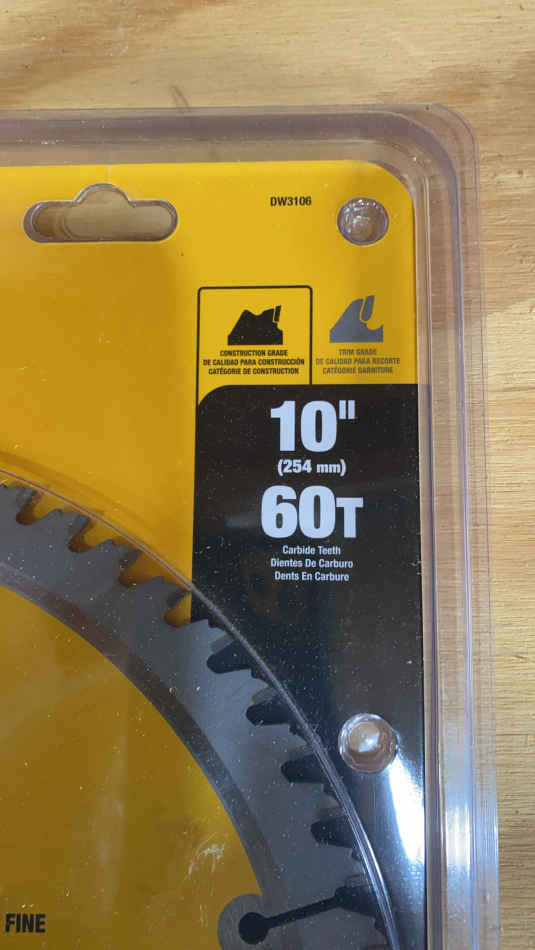 DW3106
CONSTRUCTION GRADE
DE CALIDAD PARA CONSTRUCCIÓN
CATÉGORIE DE CONSTRUCTION
TRIM GRADE
DE CALIDAD PARA RECORTE
CATÉGORIE GARNITURE
10"
(254 mm)
60T
Carbide Teeth
Dientes De Carburo
Dents En Carbure
FINE